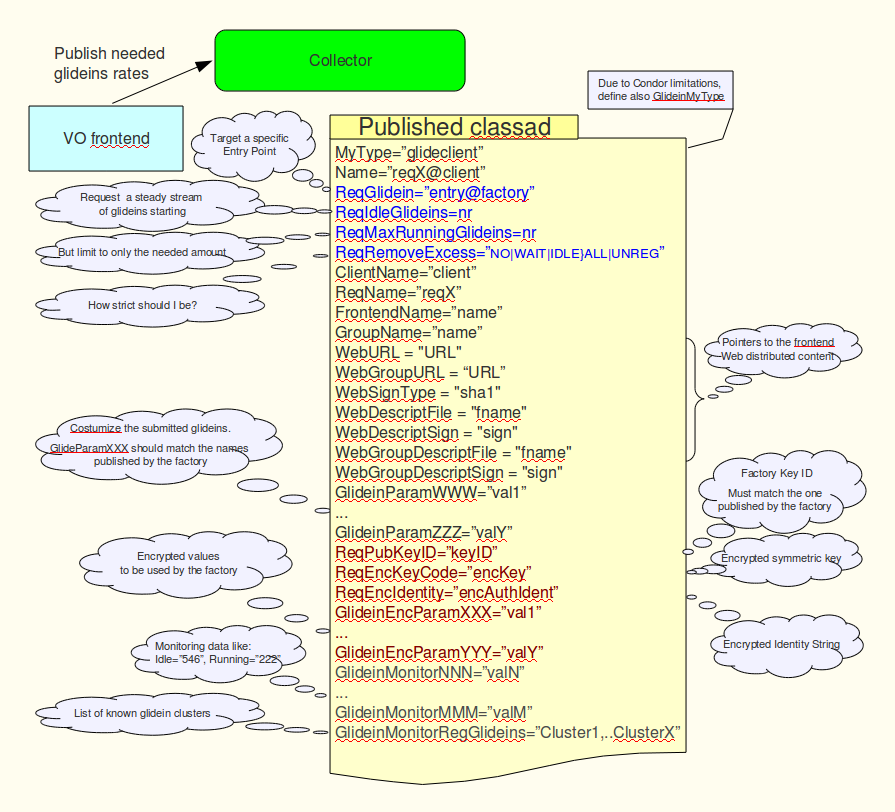 Publish needed
glideins rates
Collector
VO frontend
Due to Condor limitations,
define also GlideinMyType
Target a specific
Entry Point
Request a steady stream
of glideins starting
But limit to only the needed amount
How strict should I be?
Costumize the submitted glideins.
GlideParamXXX should match the names
published by the factory
Encrypted values
to be used by the factory
Monitoring data like:
Idle="546", Running="222"
List of known glidein clusters
Published classad
MyType="glideclient"
Name="reqX@client"
ReqGlidein="entry@factory"
ReqIdleGlideins=nr
ReqMaxRunningGlideins=nr
ReqRemoveExcess="NO|WAIT|IDLE}ALL|UNREG"
ClientName="client"
ReqName="reqX"
FrontendName="name"
GroupName="name"
WebURL = "URL"
WebGroupURL = "URL"
WebSignType = "sha1"
WebDescriptFile = "fname"
WebDescriptSign = "sign"
WebGroupDescriptFile = "fname"
WebGroupDescriptSign = "sign"
GlideinParamWWW="val1"
...
GlideinParamZZZ="valY"
ReqPubKeyID="keyID"
ReqEncKeyCode="encKey"
ReqEncIdentity="encAuthIdent"
GlideinEncParamXXX="val1"
...
GlideinEncParamYYY="valY"
GlideinMonitorNNN="valN"
...
GlideinMonitorMMM="valM"
GlideinMonitorRegGlideins="Cluster1,..ClusterX"
Pointers to the frontend
Web distributed content
Factory Key ID
Must match the one
published by the factory
Encrypted symmetric key
Encrypted Identity String